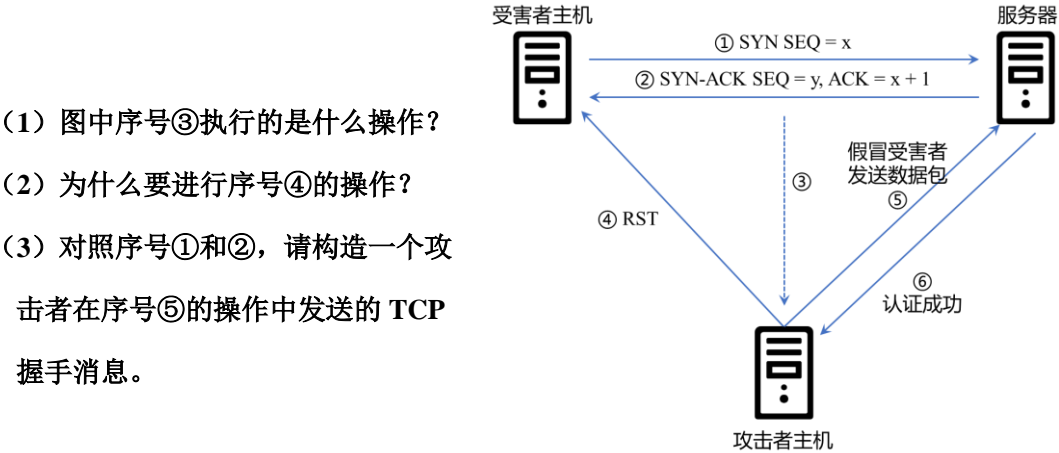 （1）图中序号③执行的是什么操作？
（2）为什么要进行序号④的操作？
（3）对照序号①和②，请构造一个攻
击者在序号⑤的操作中发送的 TCP
握手消息。
受害者主机
服务器
① SYN SEQ = x
② SYN-ACK SEQ = y, ACK = x + 1
③
④ RST
假冒受害者
发送数据包
⑤
⑥
认证成功
攻击者主机